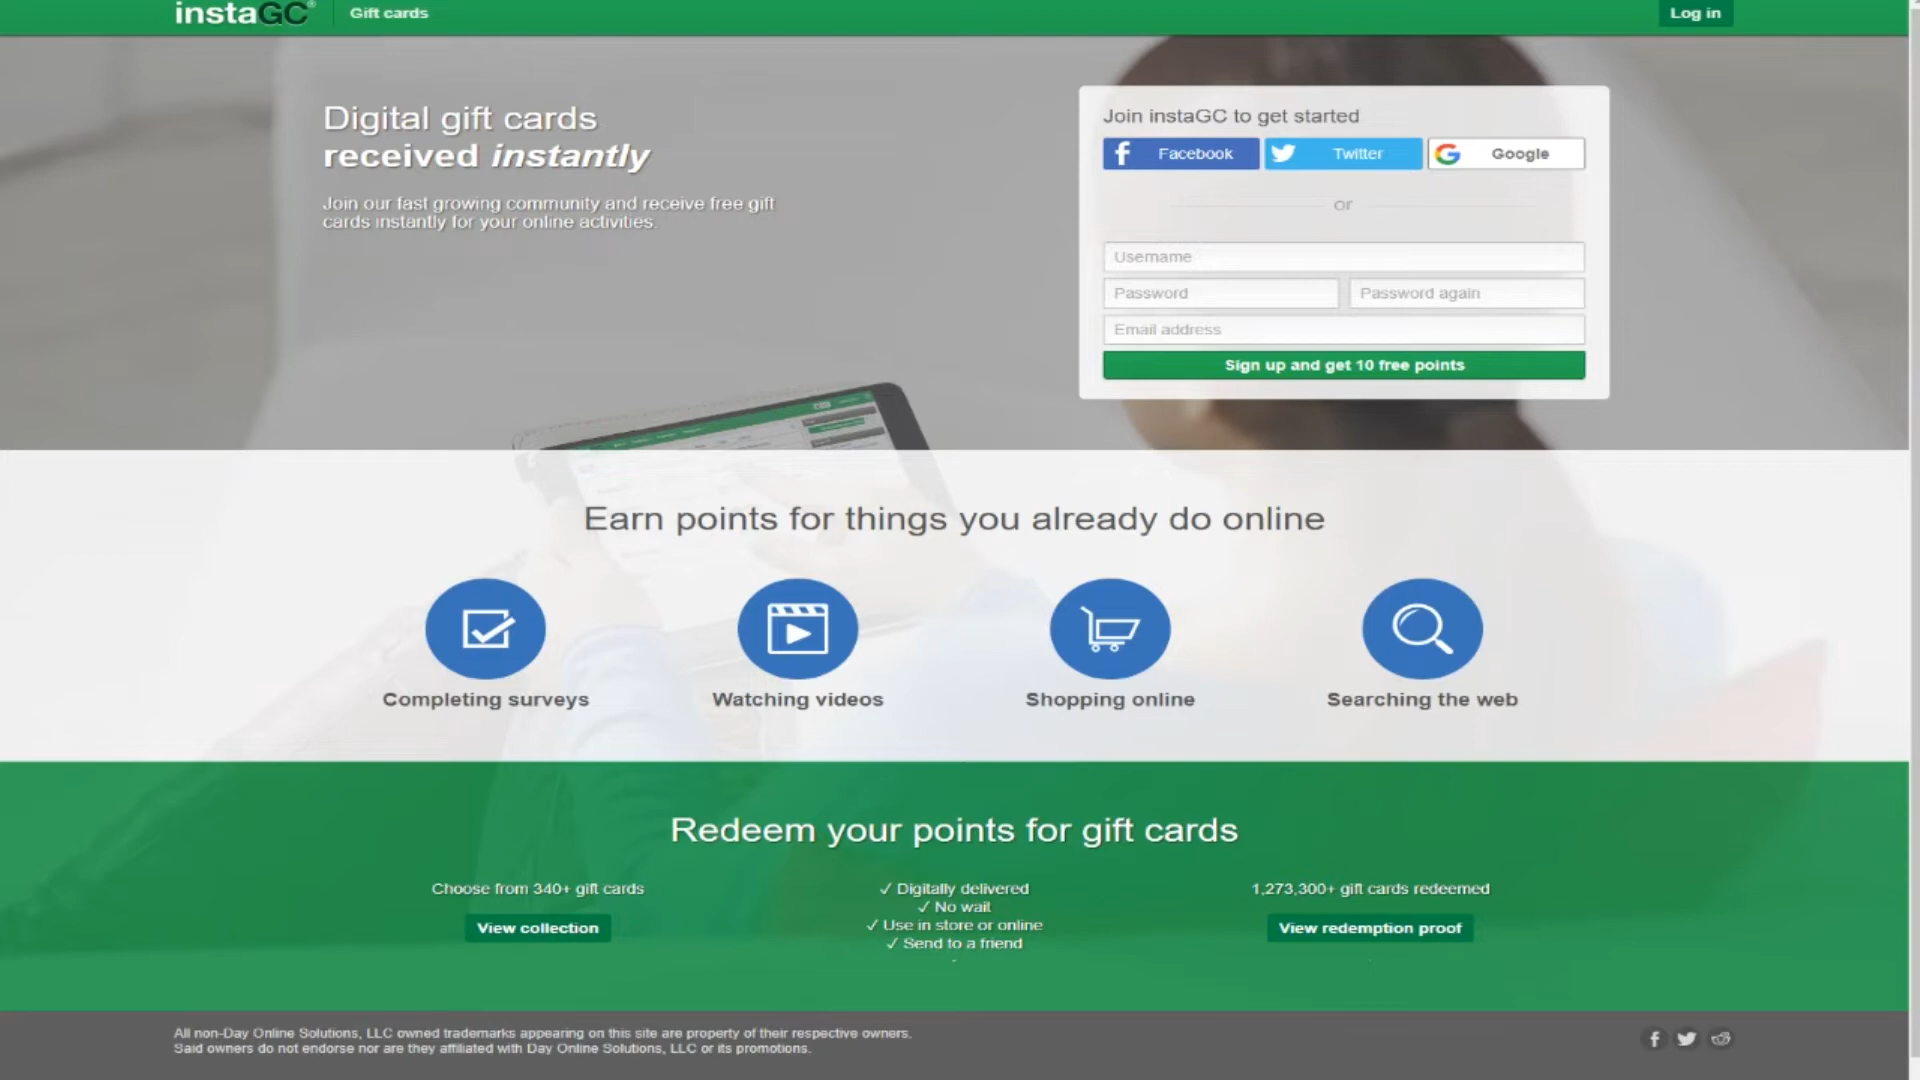 instaGC®
Gift cards
Log in
Digital gift cards
received instantly
Join our fast growing community and receive free gift
cards instantly for your online activities.
Join instaGC to get started
Facebook
Twitter
Google
or
Username
Password
Password again
Email address
Sign up and get 10 free points
Earn points for things you already do online
Completing surveys
Watching videos
Shopping online
Searching the web
Redeem your points for gift cards
Choose from 340+ gift cards
View collection
✓ Digitally delivered
✓ No wait
✓ Use in store or online
✓ Send to a friend
1,273,300+ gift cards redeemed
View redemption proof
All non-Day Online Solutions, LLC owned trademarks appearing on this site are property of their respective owners.
Said owners do not endorse nor are they affiliated with Day Online Solutions, LLC or its promotions.